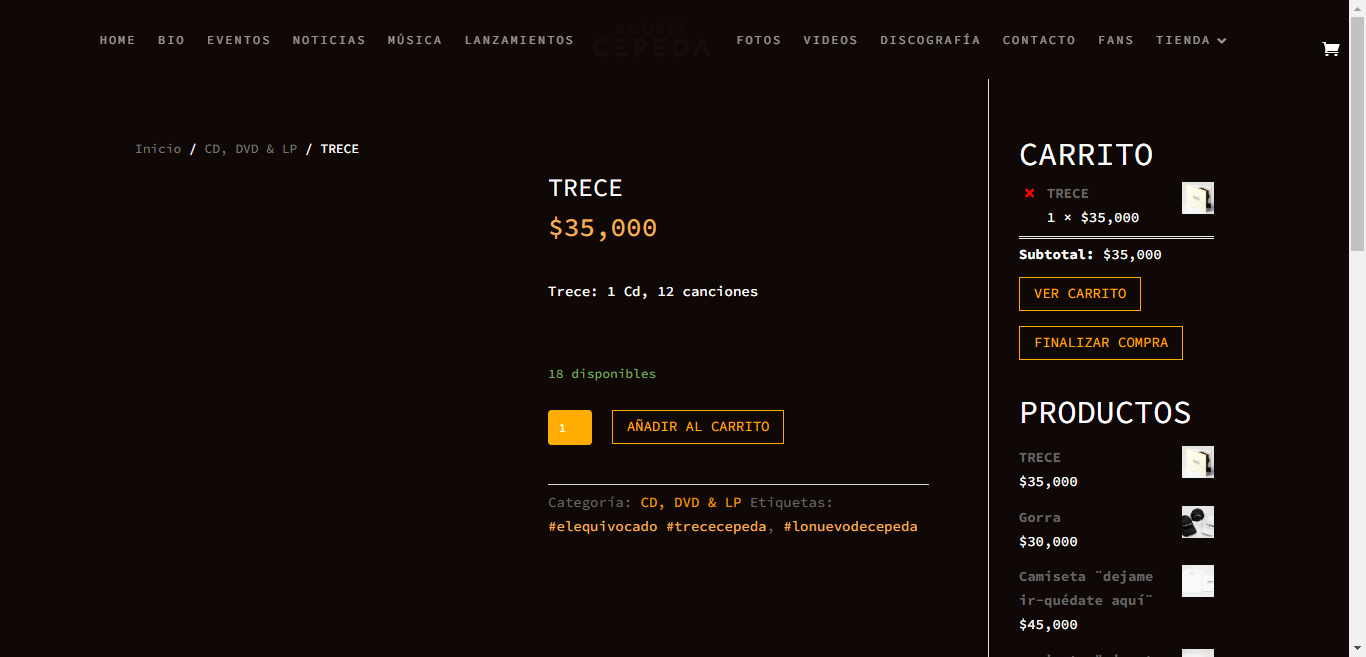 HOME BIO EVENTOS NOTICIAS MÚSICA LANZAMIENTOS ANDRÉS CEPEDA FOTOS VIDEOS DISCOGRAFÍA CONTACTO FANS TIENDA
Inicio / CD, DVD & LP / TRECE
TRECE
$35,000
Trece: 1 Cd, 12 canciones
18 disponibles
1 AÑADIR AL CARRITO
Categoría: CD, DVD & LP Etiquetas:
#elequivocado #trececepeda, #lonuevodecepeda
CARRITO
× TRECE
1 × $35,000
Subtotal: $35,000
VER CARRITO
FINALIZAR COMPRA
PRODUCTOS
TRECE
$35,000
Gorra
$30,000
Camiseta ¨dejame
ir-quédate aquí¨
$45,000